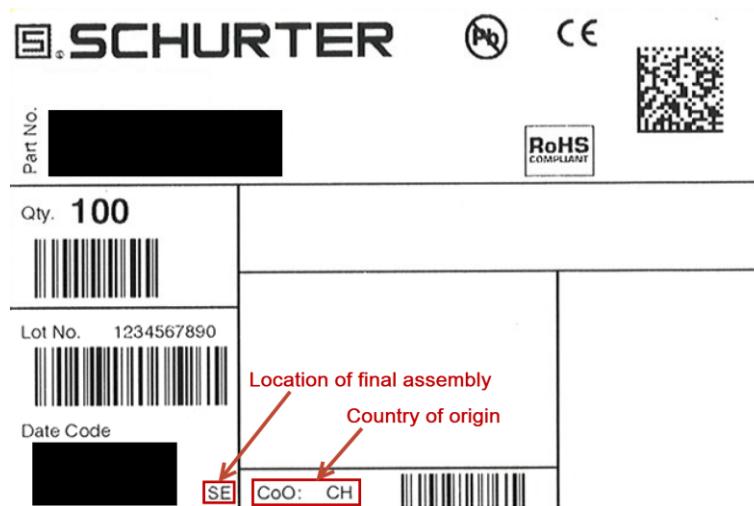 SCHURTER
Pb
CE
Part No.
RoHS
COMPLIANT
Qty. 100
Lot No. 1234567890
Location of final assembly
Country of origin
Date Code
SE
CoO: CH